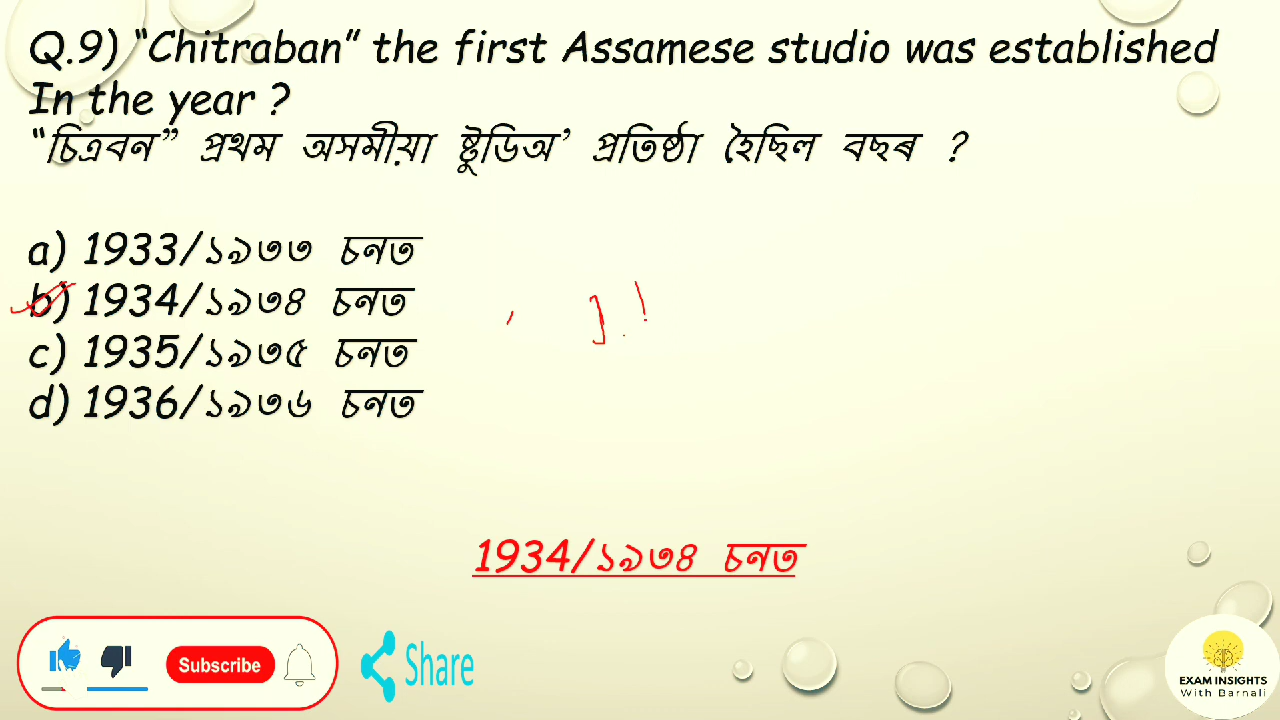 Q.9) “Chitraban” the first Assamese studio was established
In the year ?
“চিত্ৰবন” প্ৰথম অসমীয়া ষ্টুডিঅ’ প্ৰতিষ্ঠা হৈছিল বছৰ ?
a) 1933/১৯৩৩ চনত
b) 1934/১৯৩৪ চনত
c) 1935/১৯৩৫ চনত
d) 1936/১৯৩৬ চনত
1934/১৯৩৪ চনত
Subscribe
Share
EXAM INSIGHTS
With Barnali